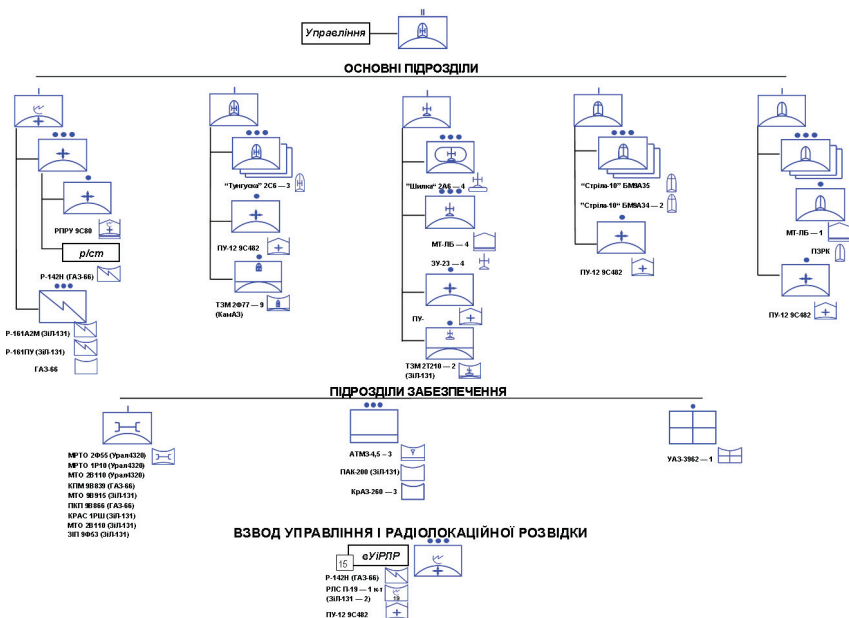 Управління
ОСНОВНІ ПІДРОЗДІЛИ
РПРУ 9С80
р/ст
Р-142Н (ГАЗ-66)
Р-161А2М (ЗіЛ-131)
Р-161ПУ (ЗіЛ-131)
ГАЗ-66
"Тунгуска" 2С6 — 3
ПУ-12 9С482
ТЗМ 2Ф77 — 9
(КамАЗ)
"Шилка" 2А6 — 4
МТ-ЛБ — 4
ЗУ-23 — 4
ПУ-
ТЗМ 2Т210 — 2
(ЗіЛ-131)
"Стріла-10" БМ9А35
"Стріла-10" БМ9А34 — 2
ПУ-12 9С482
МТ-ЛБ — 1
ПЗРК
ПУ-12 9С482
ПІДРОЗДІЛИ ЗАБЕЗПЕЧЕННЯ
МРТО 2Ф55 (Урал4320)
МРТО 1Р10 (Урал4320)
МТО 2В110 (Урал4320)
КПМ 9В839 (ГАЗ-66)
МТО 9В915 (ЗіЛ-131)
ПКП 9В866 (ГАЗ-66)
КРАС 1РШ (ЗіЛ-131)
МТО 2В110 (ЗіЛ-131)
ЗІП 9Ф53 (ЗіЛ-131)
АТМЗ-4,5 – 3
ПАК-200 (ЗіЛ-131)
КрАЗ-260 — 3
УАЗ-3962 — 1
ВЗВОД УПРАВЛІННЯ І РАДІОЛОКАЦІЙНОЇ РОЗВІДКИ
15
вУіРЛР
Р-142Н (ГАЗ-66)
РЛС П-19 — 1 к-т
(ЗіЛ-131 — 2)
19
ПУ-12 9С482